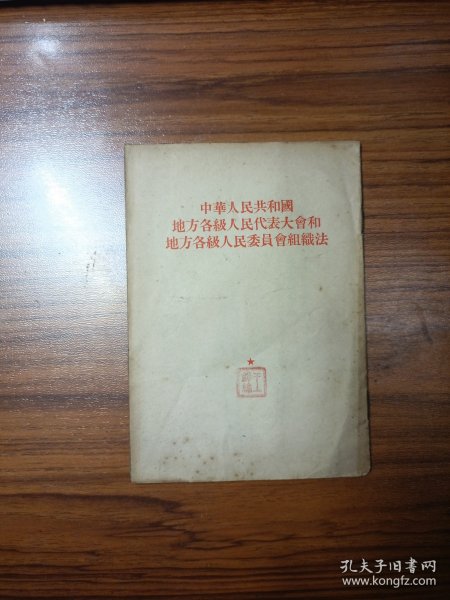 中華人民共和國
地方各級人民代表大會和
地方各級人民委員會組織法
孔夫子旧书网
www.kongfz.com